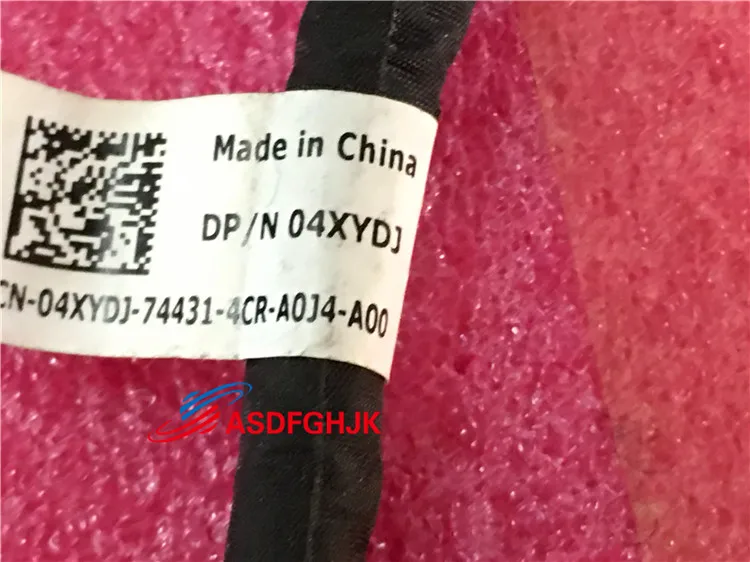 Made in China
DP/N 04XYDJ
CN-04XYDJ-74431-4CR-A0J4-A00
ASDFGHJK